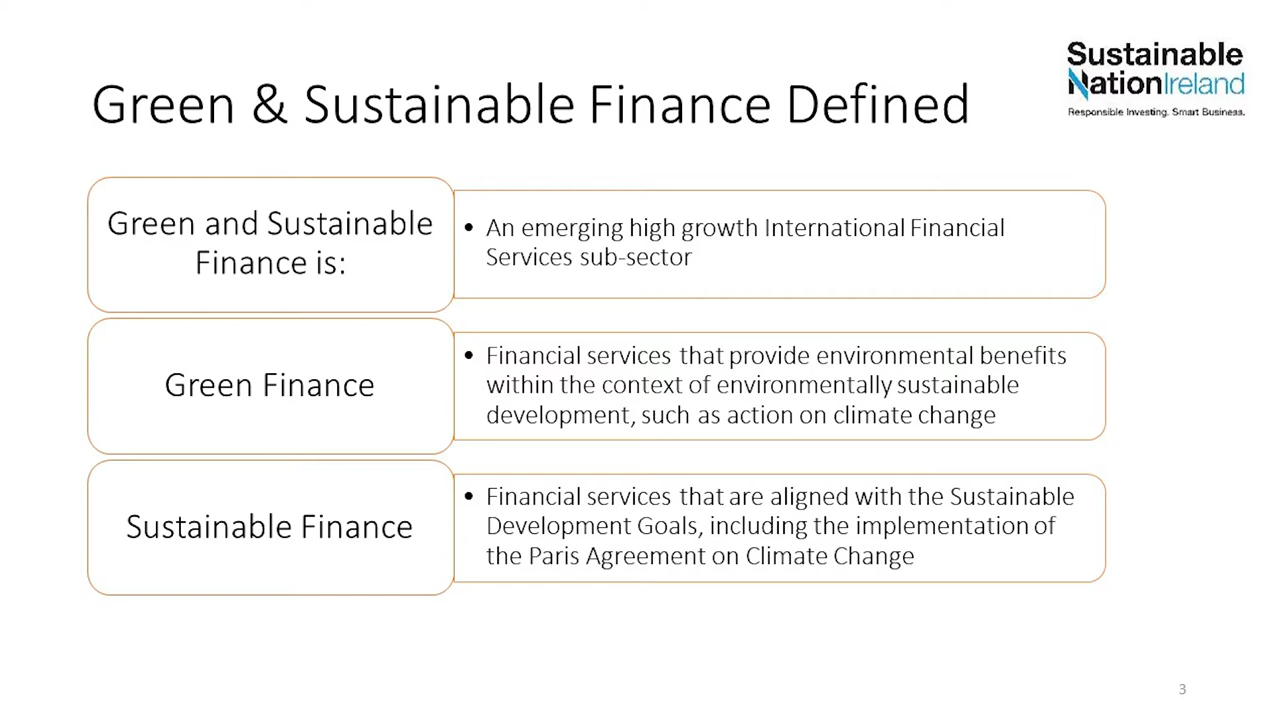 Sustainable
NationIreland
Responsible Investing. Smart Business.
Green & Sustainable Finance Defined
Green and Sustainable
Finance is:
• An emerging high growth International Financial
Services sub-sector
Green Finance
• Financial services that provide environmental benefits
within the context of environmentally sustainable
development, such as action on climate change
Sustainable Finance
• Financial services that are aligned with the Sustainable
Development Goals, including the implementation of
the Paris Agreement on Climate Change
3